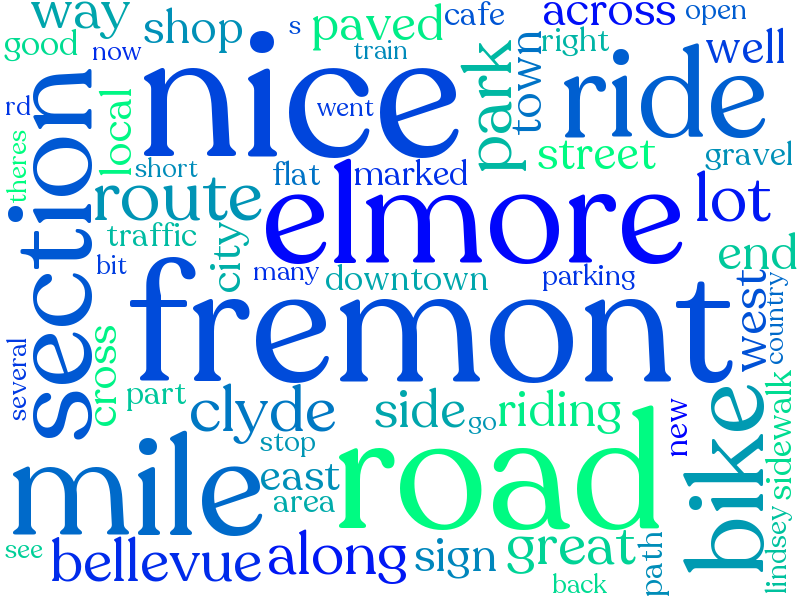 way
shop
s
paved
cafe
across
open
good
now
train
right
well
nice
ride
park
town
rd
went
local
street
gravel
theres
section
short
flat
marked
route
elmore
lot
traffic
city
end
bit
many
downtown
parking
west
country
fremont
several
cross
part
clyde
side
go
riding
new
bike
sidewalk
stop
mile
east
road
area
see
bellevue
along
sign
great
path
lindsey
back